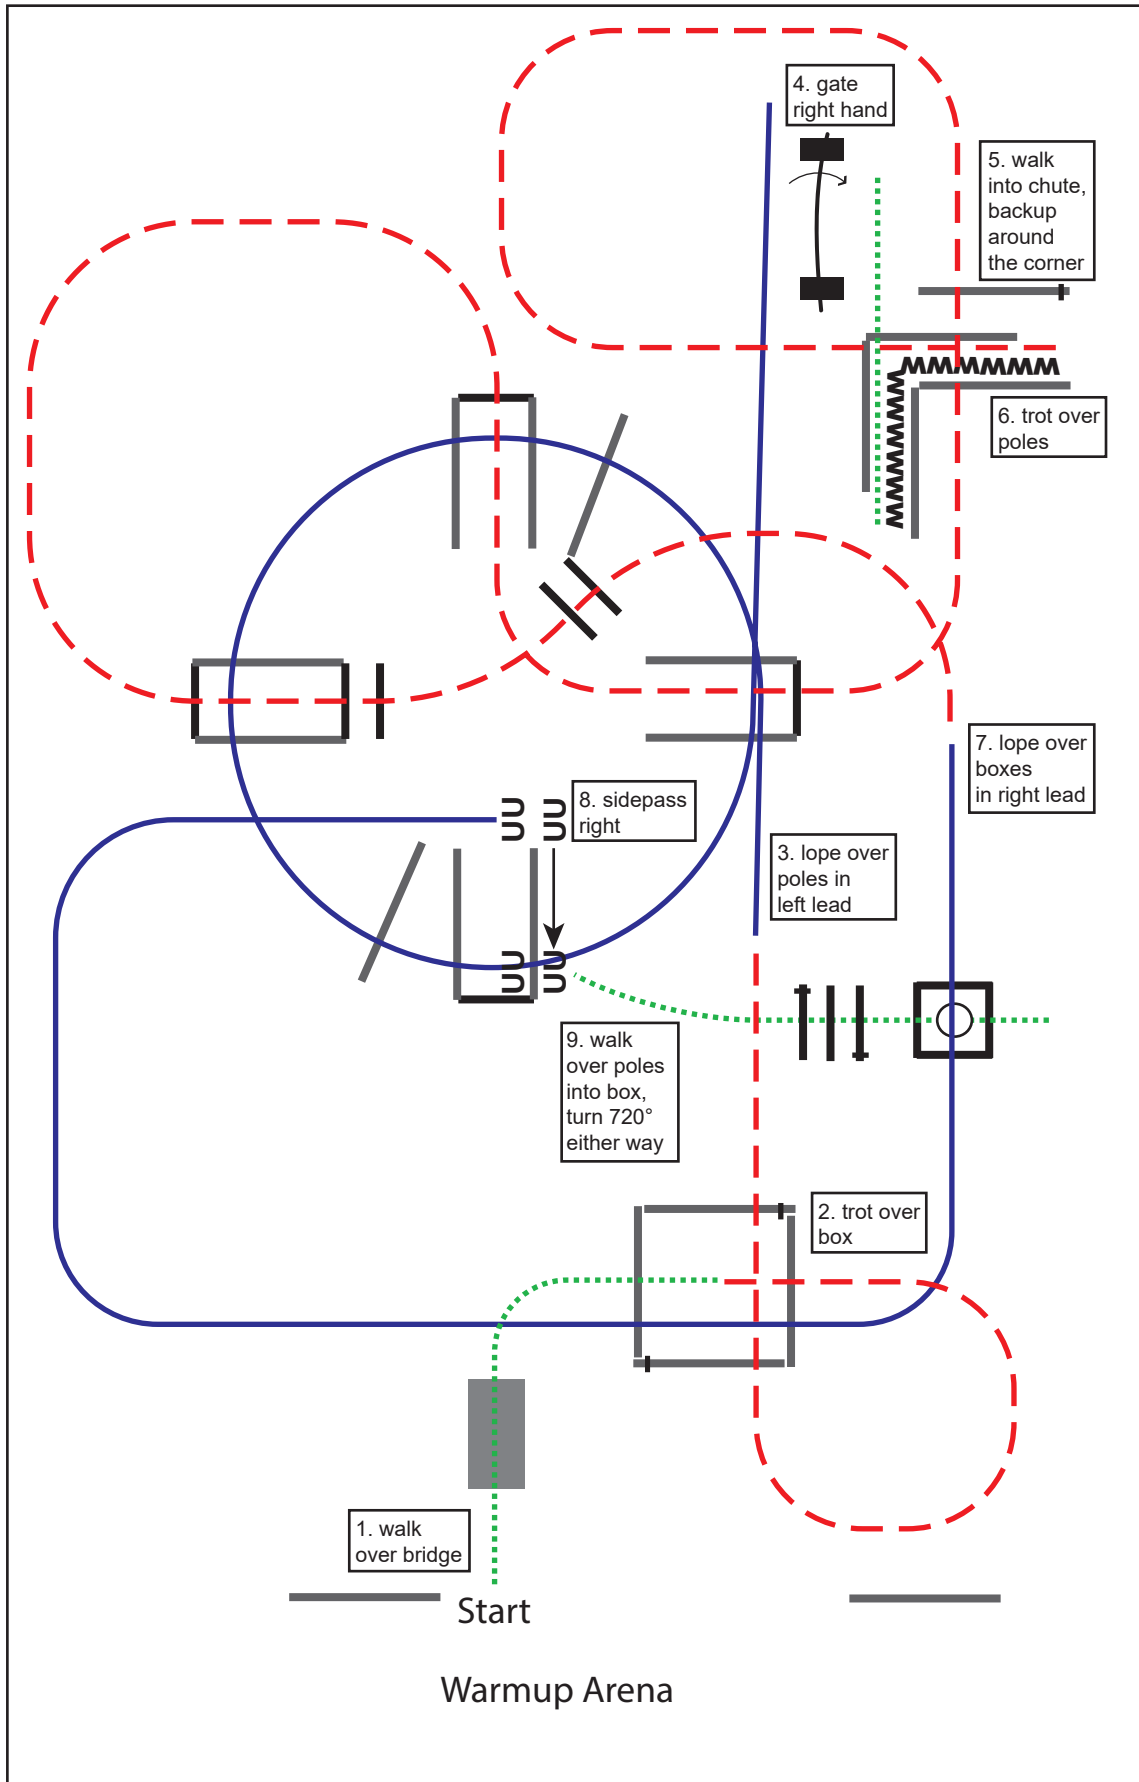 4. gate
right hand
5. walk
into chute,
backup
around
the corner
6. trot over
poles
7. lope over
boxes
in right lead
8. sidepass
right
3. lope over
poles in
left lead
9. walk
over poles
into box,
turn 720°
either way
2. trot over
box
1. walk
over bridge
Start
Warmup Arena